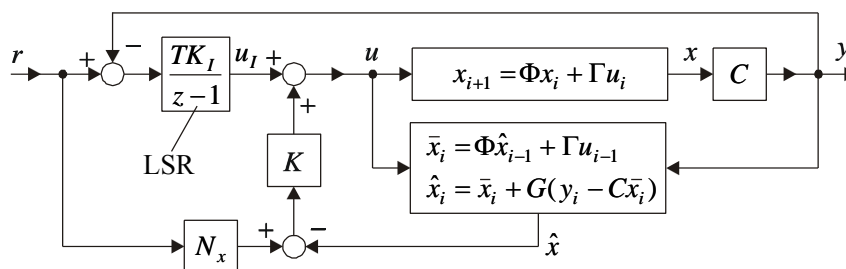 r
+
−
TK_I
z − 1
u_I
+
+
u
x_{i+1} = Φx_i + Γu_i
x
C
y
LSR
K
x̄_i = Φx̂_{i−1} + Γu_{i−1}
x̂_i = x̄_i + G(y_i − Cx̄_i)
N_x
+
−
x̂